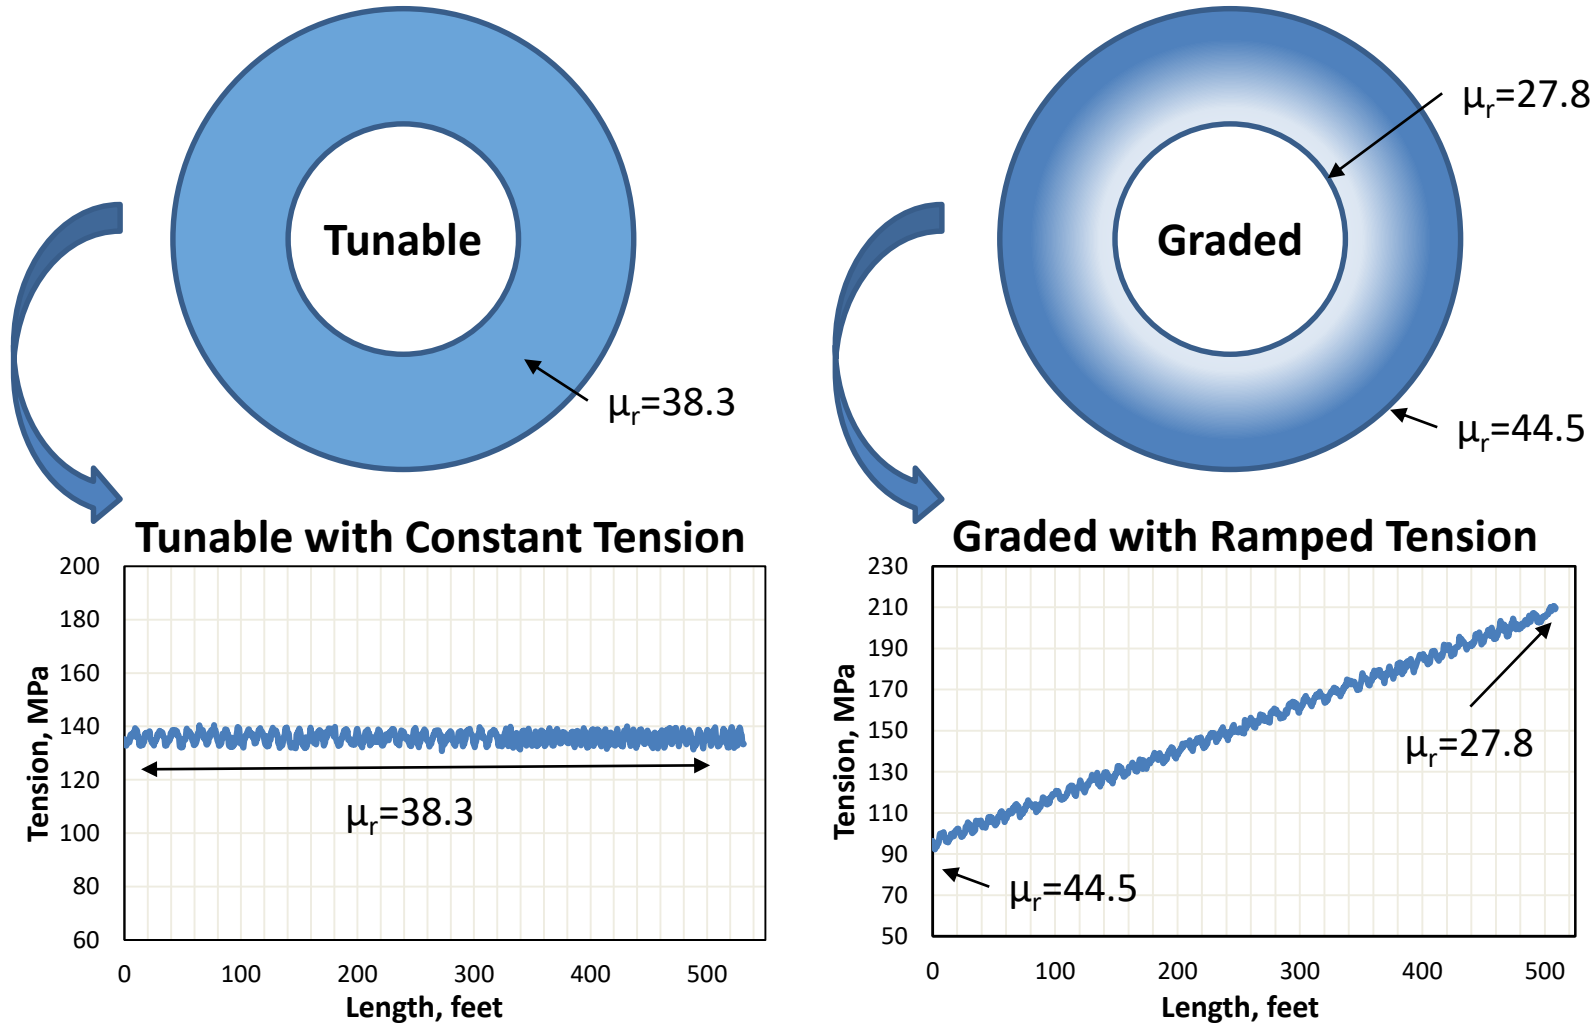 Tunable
μr=38.3
Graded
μr=27.8
μr=44.5
Tunable with Constant Tension
Tension, MPa
200
180
160
140
120
100
80
60
μr=38.3
0 100 200 300 400 500
Length, feet
Graded with Ramped Tension
Tension, MPa
230
210
190
170
150
130
110
90
70
50
μr=27.8
μr=44.5
0 100 200 300 400 500
Length, feet